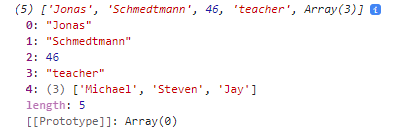 (5) ['Jonas', 'Schmedtmann', 46, 'teacher', Array(3)] i
0: "Jonas"
1: "Schmedtmann"
2: 46
3: "teacher"
4: (3) ['Michael', 'Steven', 'Jay']
length: 5
[[Prototype]]: Array(0)